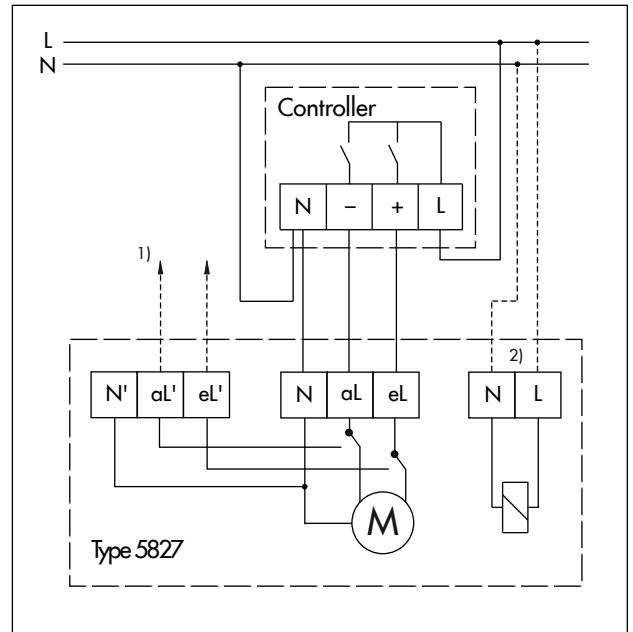 L
N
Controller
N – + L
1)
2)
N' aL' eL' N aL eL N L
M
Type 5827